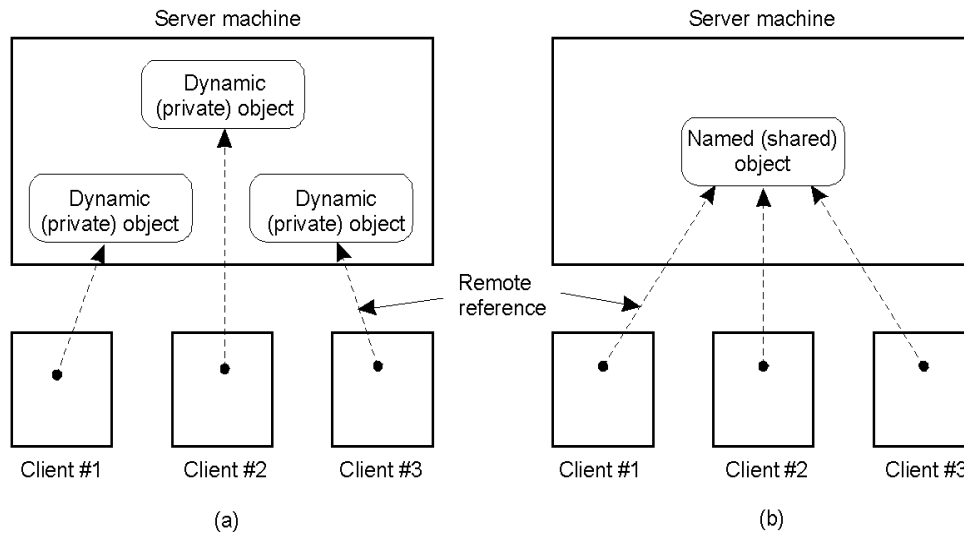 Server machine
Dynamic
(private) object
Dynamic
(private) object
Dynamic
(private) object
Client #1
Client #2
Client #3
(a)
Remote
reference
Server machine
Named (shared)
object
Client #1
Client #2
Client #3
(b)